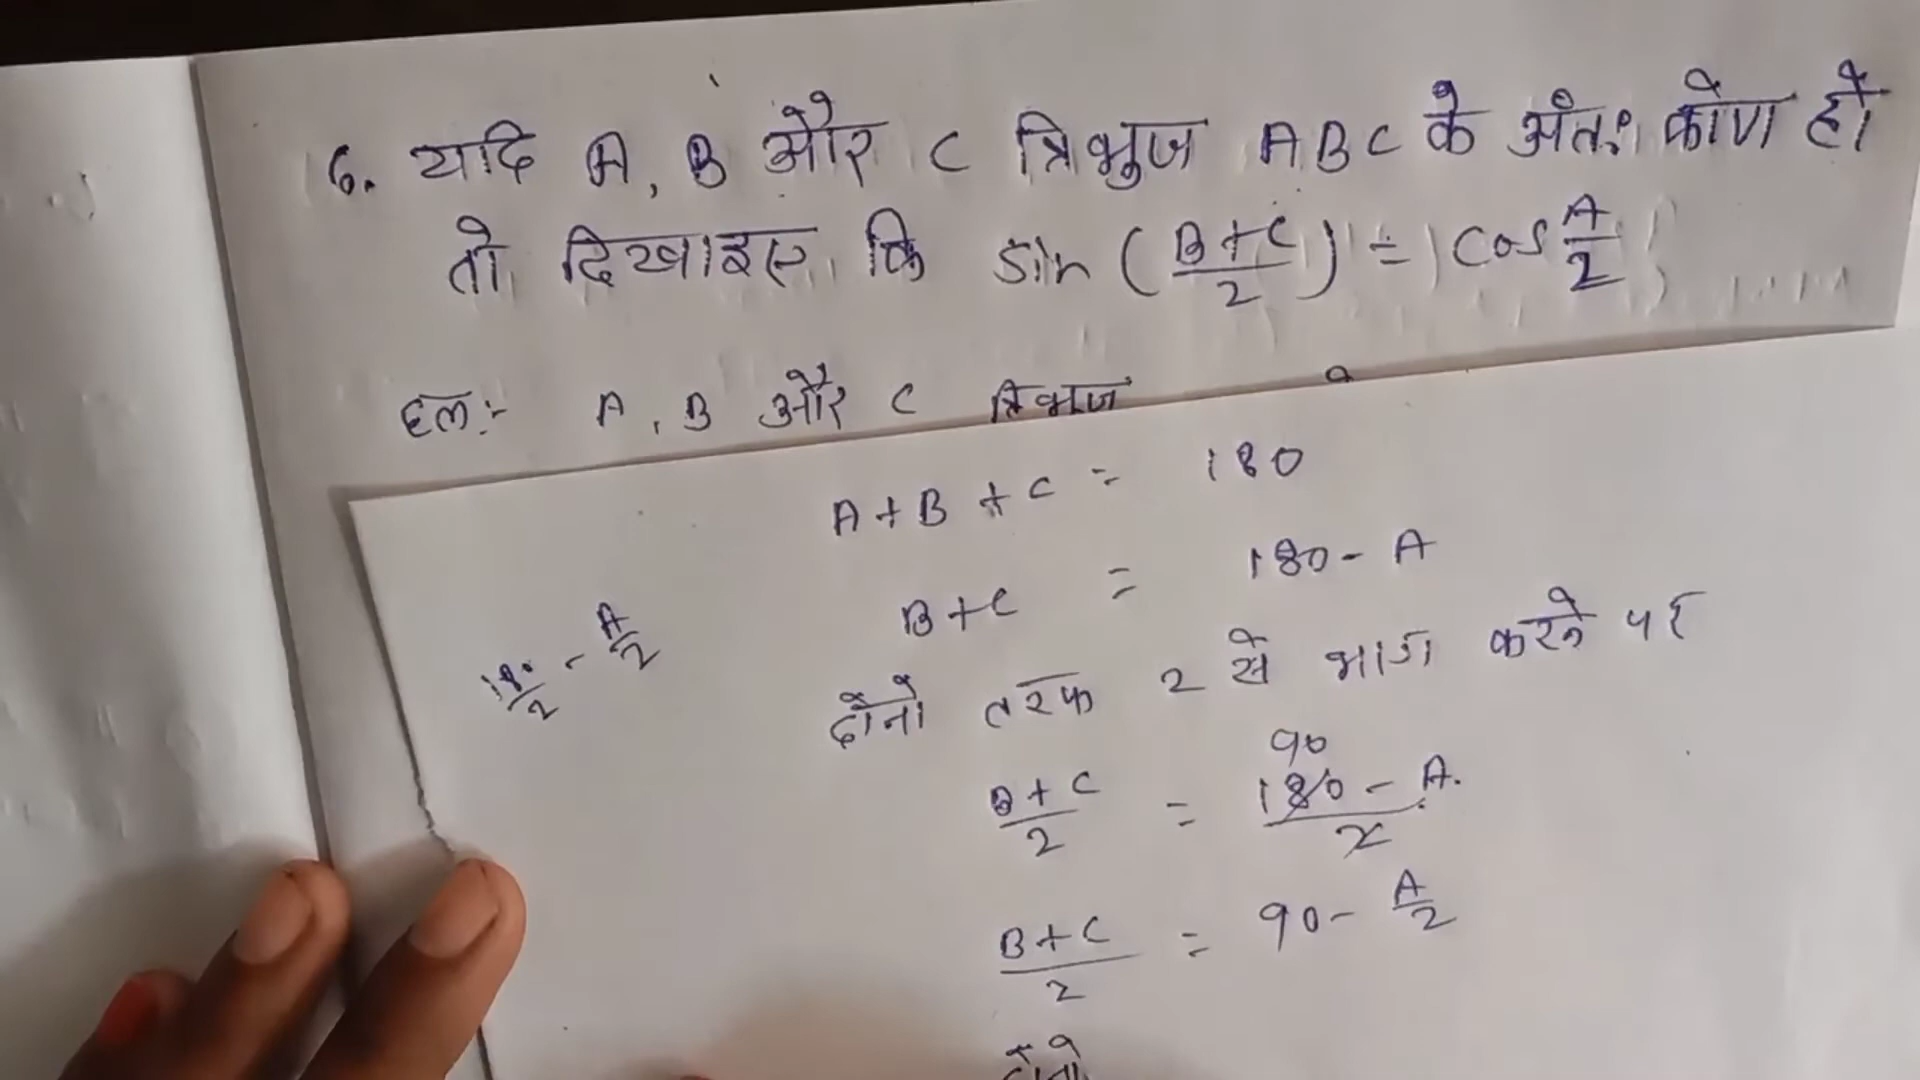 6. यदि A, B और C त्रिभुज ABC के अंतः कोण हो
तो दिखाइए कि sin (B+C/2) = cos A/2
हल:- A, B और C त्रिभुज
A+B+C = 180
B+C = 180-A
180/2 - A/2
दोनो तरफ 2 से भाग करने पर
90
B+C/2 = 180-A/2
B+C/2 = 90- A/2